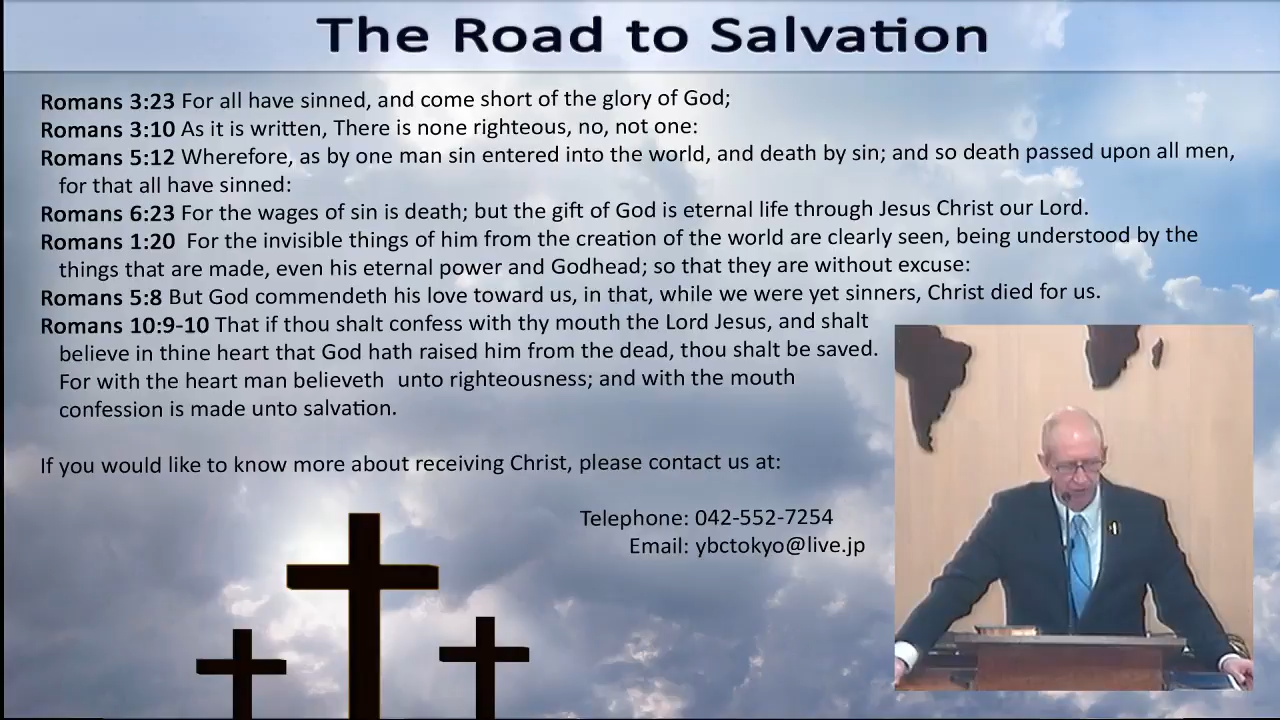 The Road to Salvation
Romans 3:23 For all have sinned, and come short of the glory of God;
Romans 3:10 As it is written, There is none righteous, no, not one:
Romans 5:12 Wherefore, as by one man sin entered into the world, and death by sin; and so death passed upon all men,
for that all have sinned:
Romans 6:23 For the wages of sin is death; but the gift of God is eternal life through Jesus Christ our Lord.
Romans 1:20 For the invisible things of him from the creation of the world are clearly seen, being understood by the
things that are made, even his eternal power and Godhead; so that they are without excuse:
Romans 5:8 But God commendeth his love toward us, in that, while we were yet sinners, Christ died for us.
Romans 10:9-10 That if thou shalt confess with thy mouth the Lord Jesus, and shalt
believe in thine heart that God hath raised him from the dead, thou shalt be saved.
For with the heart man believeth unto righteousness; and with the mouth
confession is made unto salvation.
If you would like to know more about receiving Christ, please contact us at:
Telephone: 042-552-7254
Email: ybctokyo@live.jp